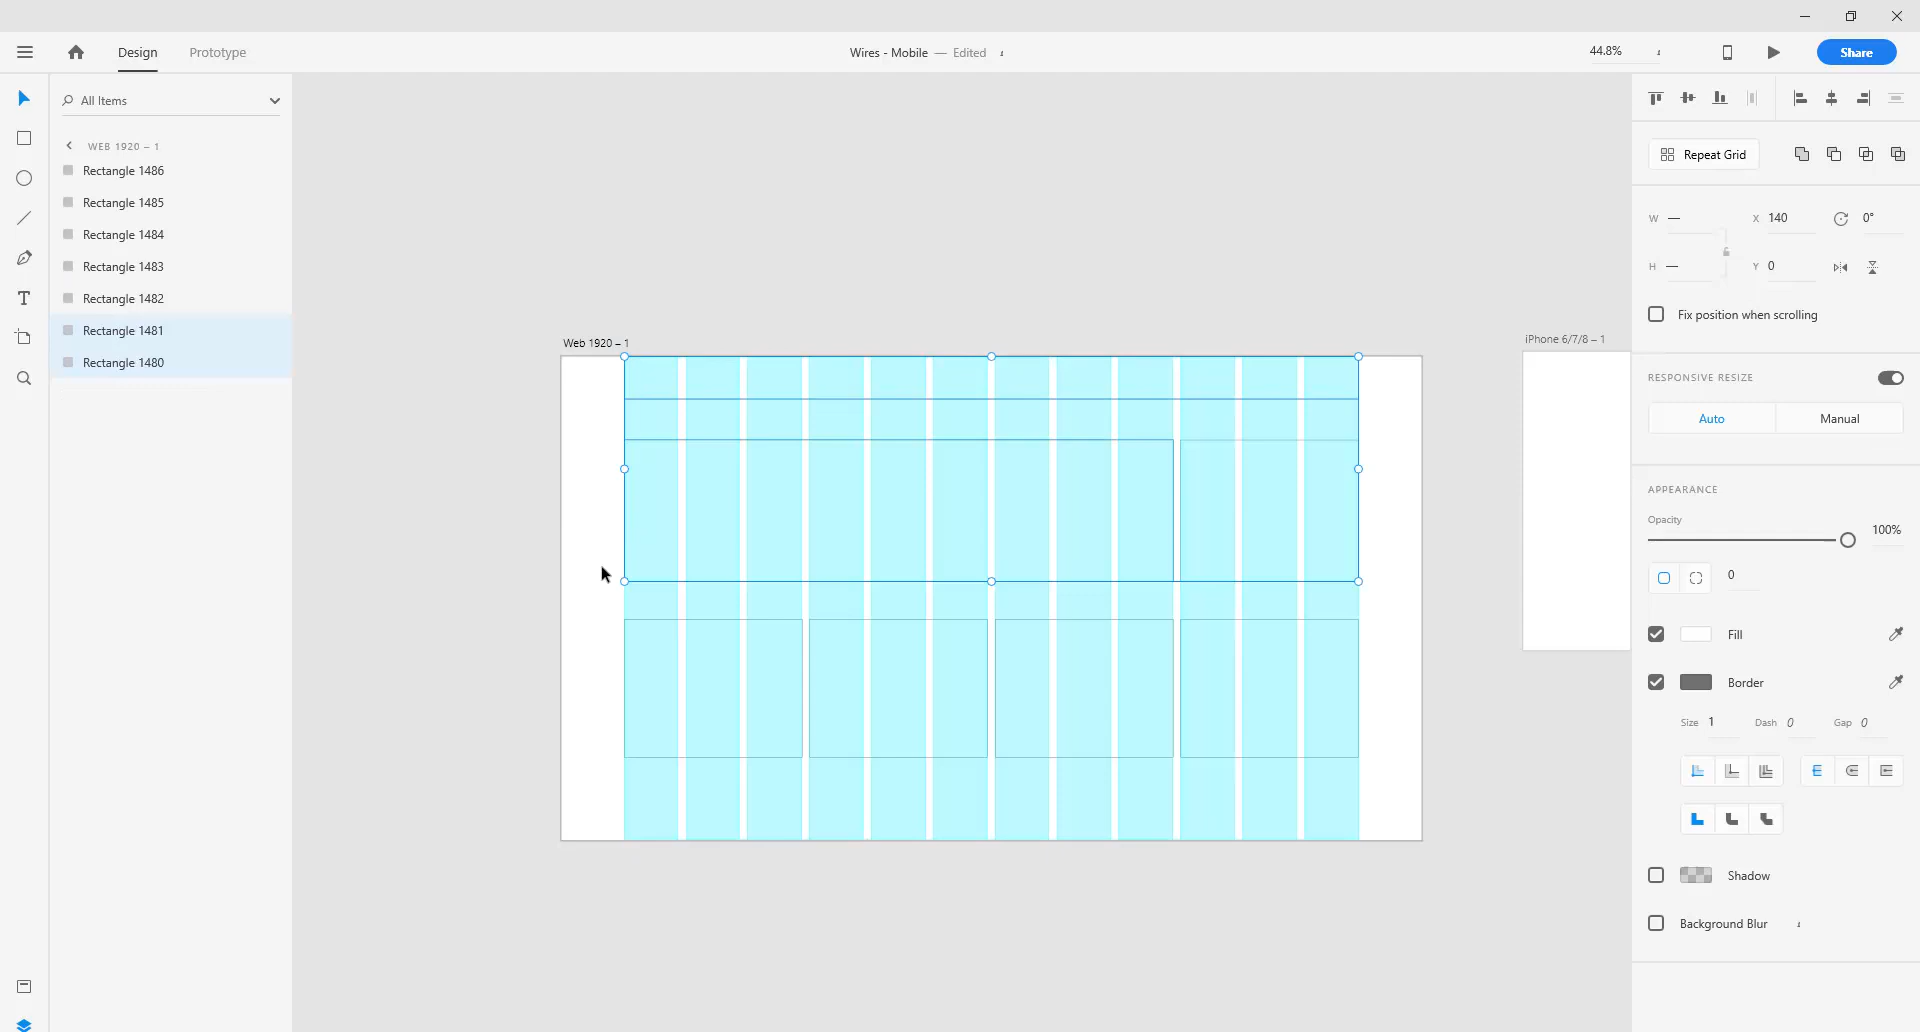 Design
Prototype
Wires - Mobile — Edited
44.8%
Share
All Items
WEB 1920 – 1
Rectangle 1486
Rectangle 1485
Rectangle 1484
Rectangle 1483
Rectangle 1482
Rectangle 1481
Rectangle 1480
Web 1920 – 1
iPhone 6/7/8 – 1
Repeat Grid
W — X 140 0°
H — Y 0
Fix position when scrolling
RESPONSIVE RESIZE
Auto Manual
APPEARANCE
Opacity
100%
0
Fill
Border
Size 1 Dash 0 Gap 0
Shadow
Background Blur